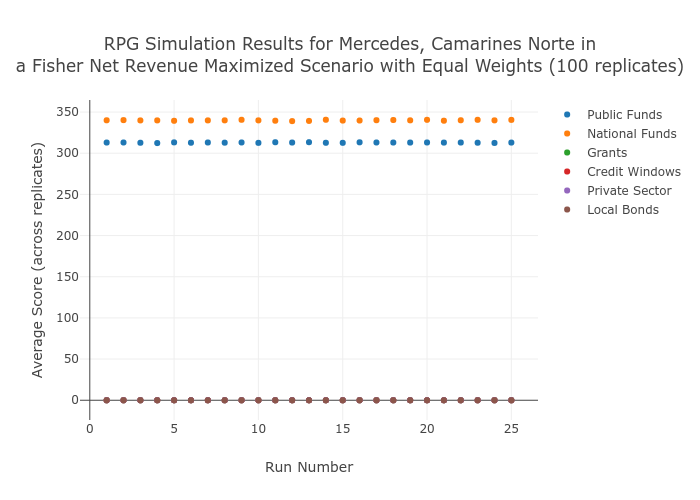 RPG Simulation Results for Mercedes, Camarines Norte in
a Fisher Net Revenue Maximized Scenario with Equal Weights (100 replicates)
Average Score (across replicates)
350
300
250
200
150
100
50
0
0 5 10 15 20 25
Run Number
Public Funds
National Funds
Grants
Credit Windows
Private Sector
Local Bonds